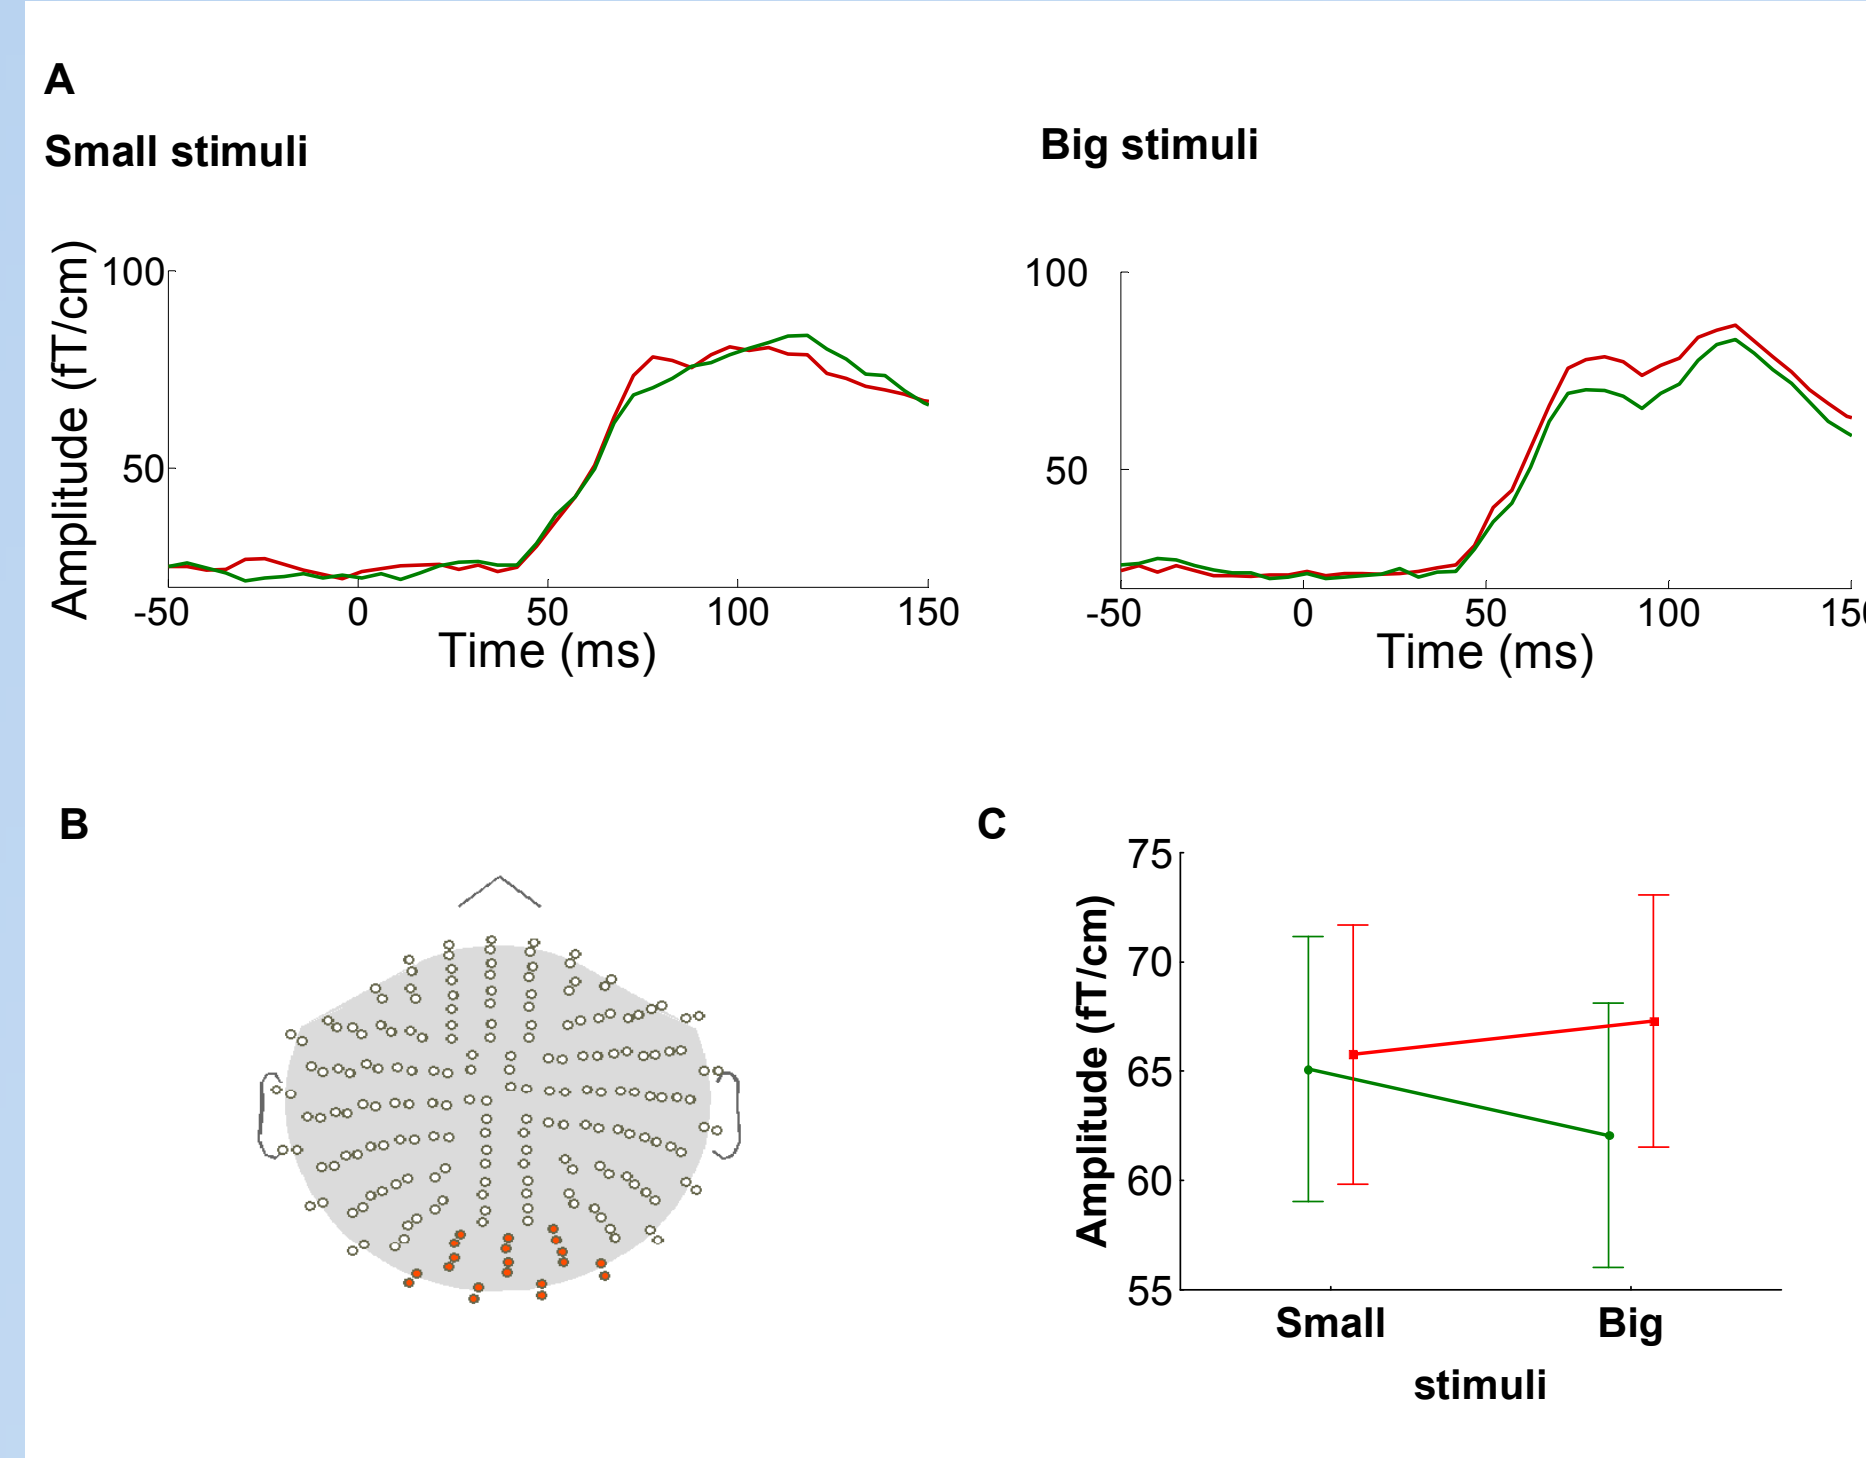 A
Small stimuli
Big stimuli
Amplitude (fT/cm)
100
50
-50 0 50 100 150
Time (ms)
100
50
-50 0 50 100 150
Time (ms)
B
C
Amplitude (fT/cm)
75
70
65
60
55
Small Big
stimuli